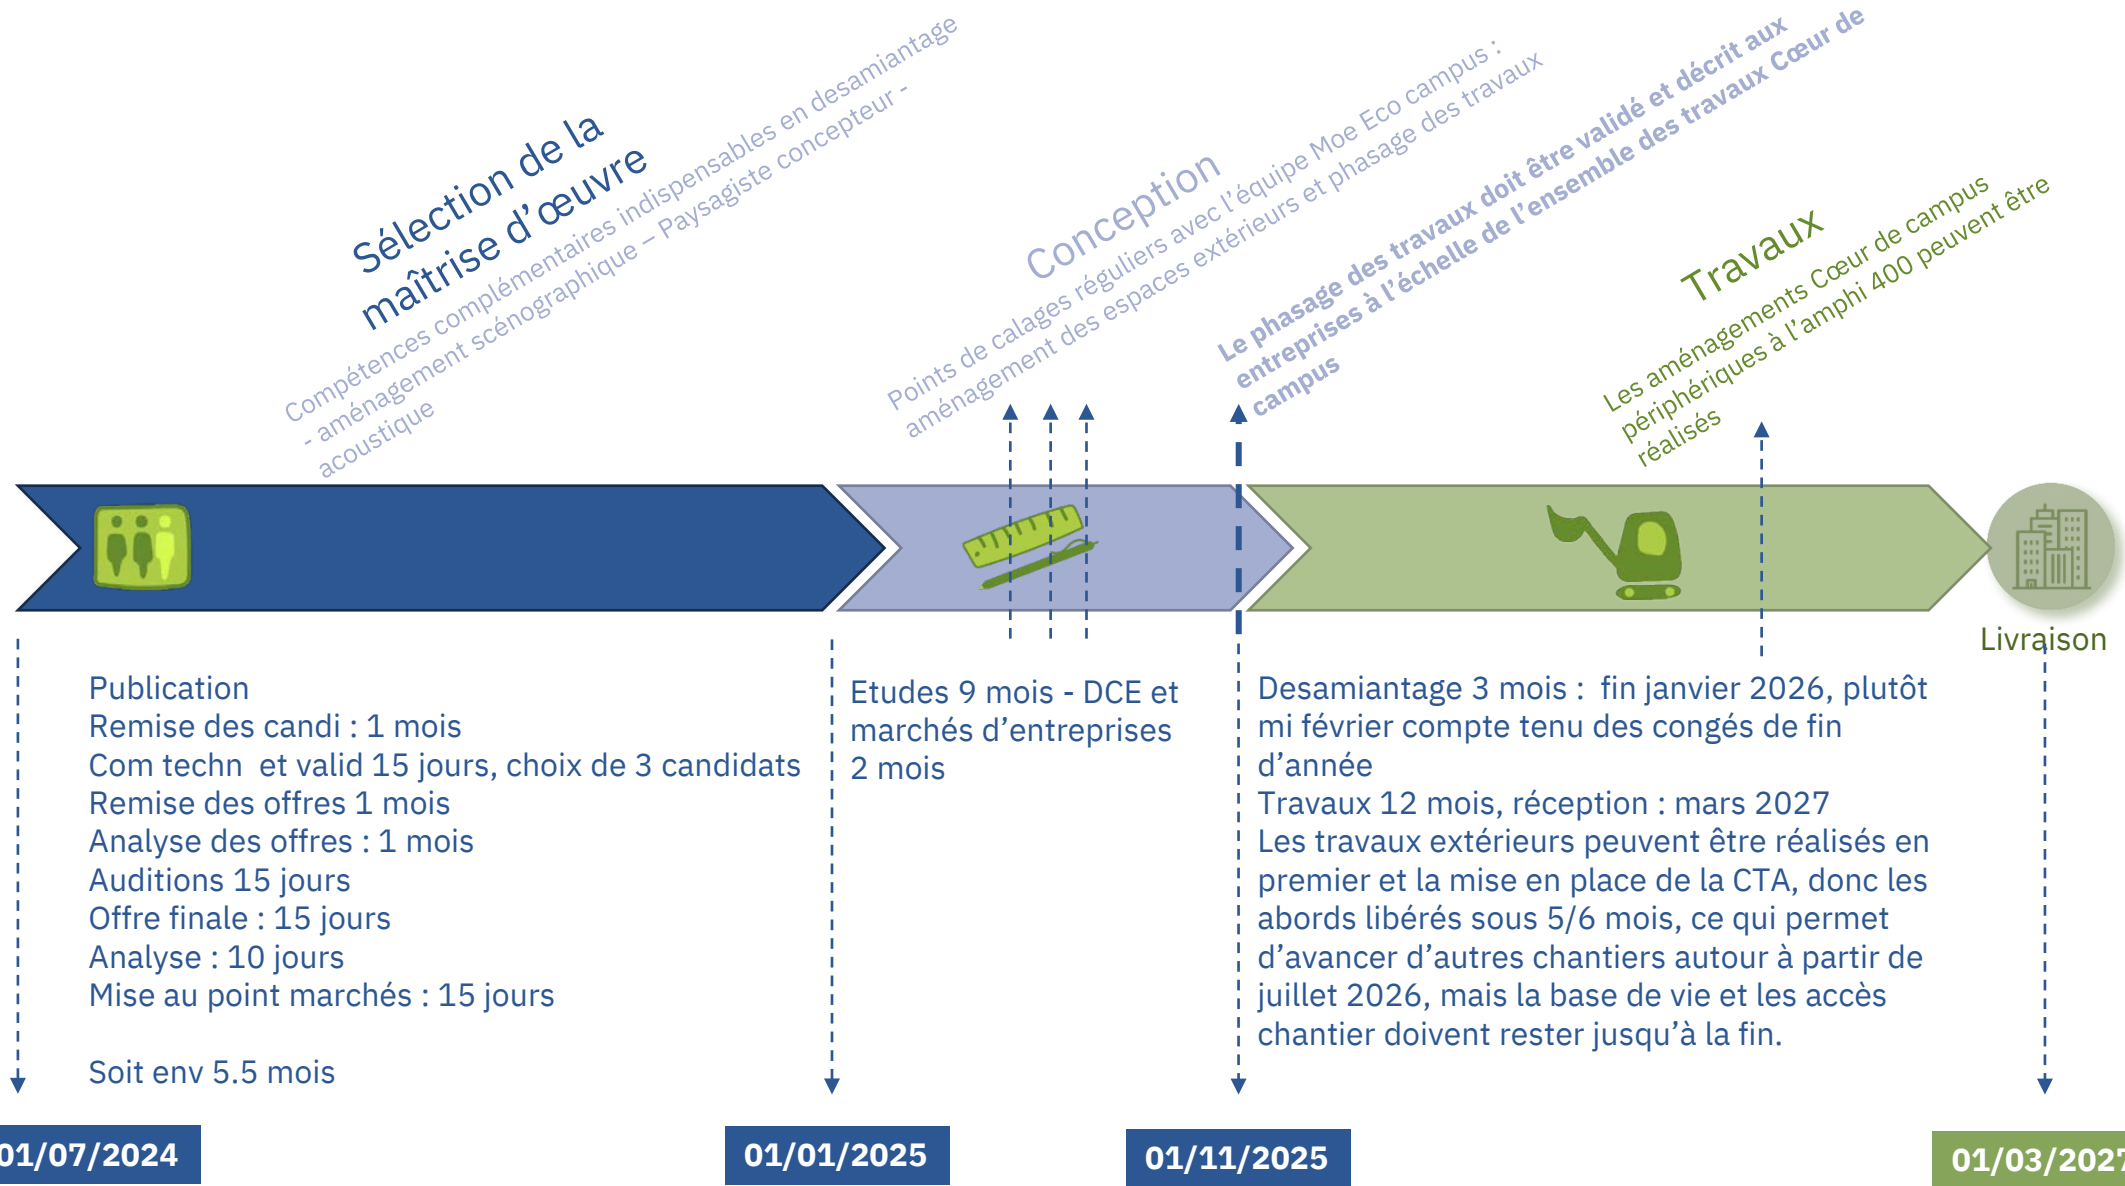 Sélection de la
maîtrise d’œuvre
Compétences complémentaires indispensables en desamiantage
- aménagement scénographique – Paysagiste concepteur -
acoustique
Conception
Points de calages réguliers avec l’équipe Moe Eco campus :
aménagement des espaces extérieurs et phasage des travaux
Le phasage des travaux doit être validé et décrit aux
entreprises à l’échelle de l’ensemble des travaux Cœur de
campus
Travaux
Les aménagements Cœur de campus
périphériques à l’amphi 400 peuvent être
réalisés
Livraison
Publication
Remise des candi : 1 mois
Com techn  et valid 15 jours, choix de 3 candidats
Remise des offres 1 mois
Analyse des offres : 1 mois
Auditions 15 jours
Offre finale : 15 jours
Analyse : 10 jours
Mise au point marchés : 15 jours
Soit env 5.5 mois
Etudes 9 mois - DCE et
marchés d’entreprises
2 mois
Desamiantage 3 mois :  fin janvier 2026, plutôt
mi février compte tenu des congés de fin
d’année
Travaux 12 mois, réception : mars 2027
Les travaux extérieurs peuvent être réalisés en
premier et la mise en place de la CTA, donc les
abords libérés sous 5/6 mois, ce qui permet
d’avancer d’autres chantiers autour à partir de
juillet 2026, mais la base de vie et les accès
chantier doivent rester jusqu’à la fin.
01/07/2024
01/01/2025
01/11/2025
01/03/2027